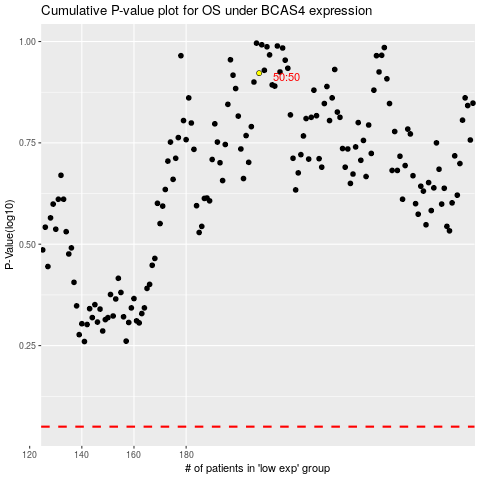 Cumulative P-value plot for OS under BCAS4 expression
1.00
50:50
0.75
P-Value(log10)
0.50
0.25
120 140 160 180
# of patients in 'low exp' group